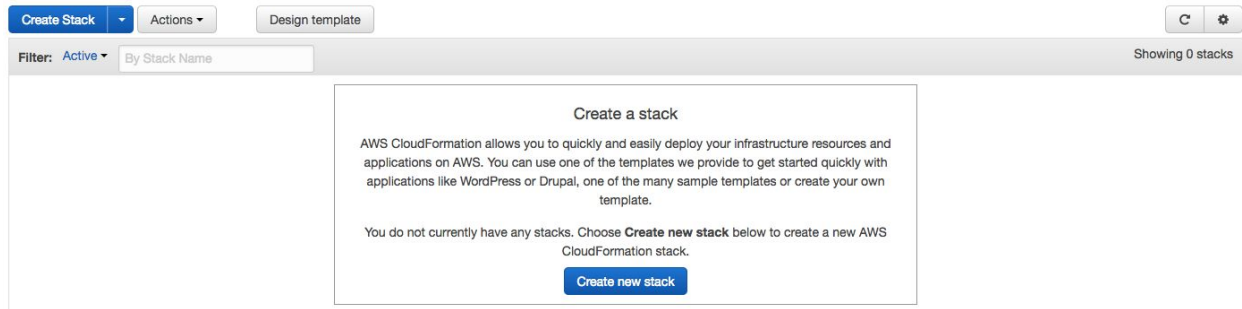 Create Stack Actions Design template
Filter: Active By Stack Name Showing 0 stacks
Create a stack
AWS CloudFormation allows you to quickly and easily deploy your infrastructure resources and
applications on AWS. You can use one of the templates we provide to get started quickly with
applications like WordPress or Drupal, one of the many sample templates or create your own
template.
You do not currently have any stacks. Choose Create new stack below to create a new AWS
CloudFormation stack.
Create new stack